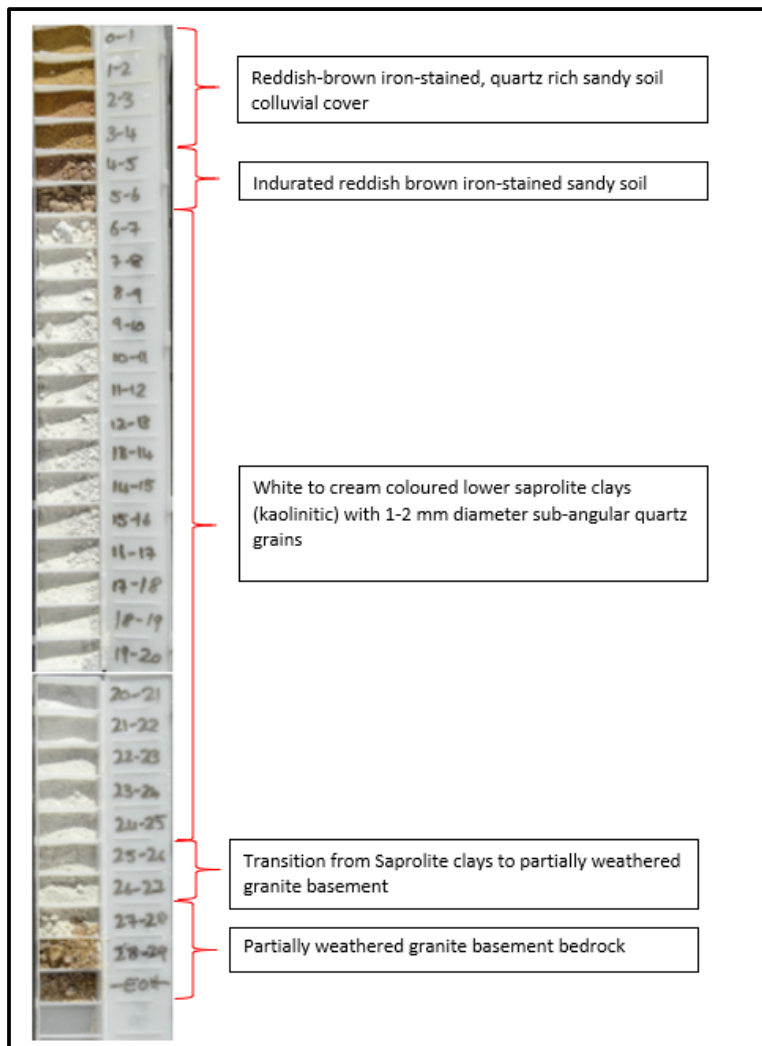 0-1
1-2
2-3
3-4
4-5
5-6
6-7
7-8
8-9
9-10
10-11
11-12
12-13
13-14
14-15
15-16
16-17
17-18
18-19
19-20
20-21
21-22
22-23
23-24
24-25
25-26
26-27
27-28
28-29
-EOH-
Reddish-brown iron-stained, quartz rich sandy soil
colluvial cover
Indurated reddish brown iron-stained sandy soil
White to cream coloured lower saprolite clays
(kaolinitic) with 1-2 mm diameter sub-angular quartz
grains
Transition from Saprolite clays to partially weathered
granite basement
Partially weathered granite basement bedrock